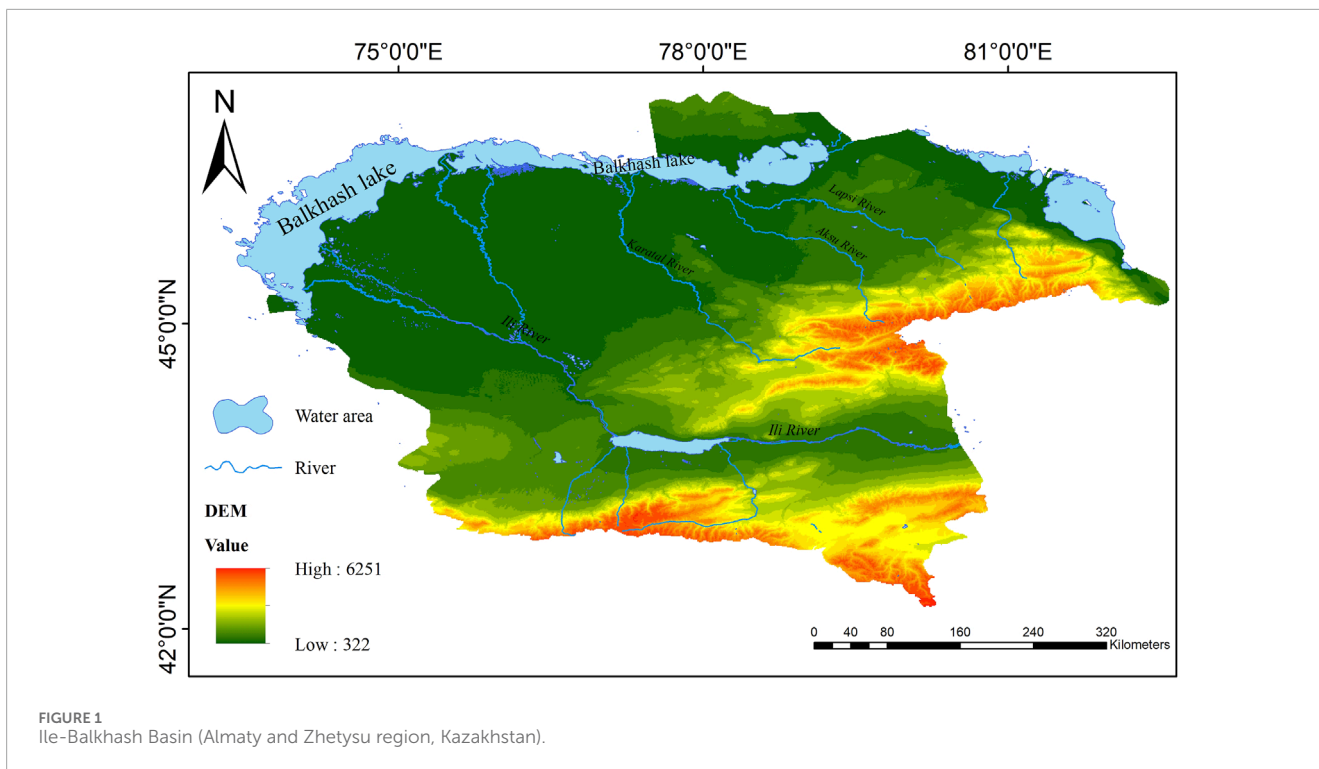 75°0'0"E
78°0'0"E
81°0'0"E
N
Balkhash lake
Balkhash lake
Lapsi River
Aksu River
Karatal River
45°0'0"N
Ili River
Water area
Ili River
River
DEM
Value
High : 6251
Low : 322
42°0'0"N
0 40 80 160 240 320
Kilometers
FIGURE 1
Ile-Balkhash Basin (Almaty and Zhetysu region, Kazakhstan).